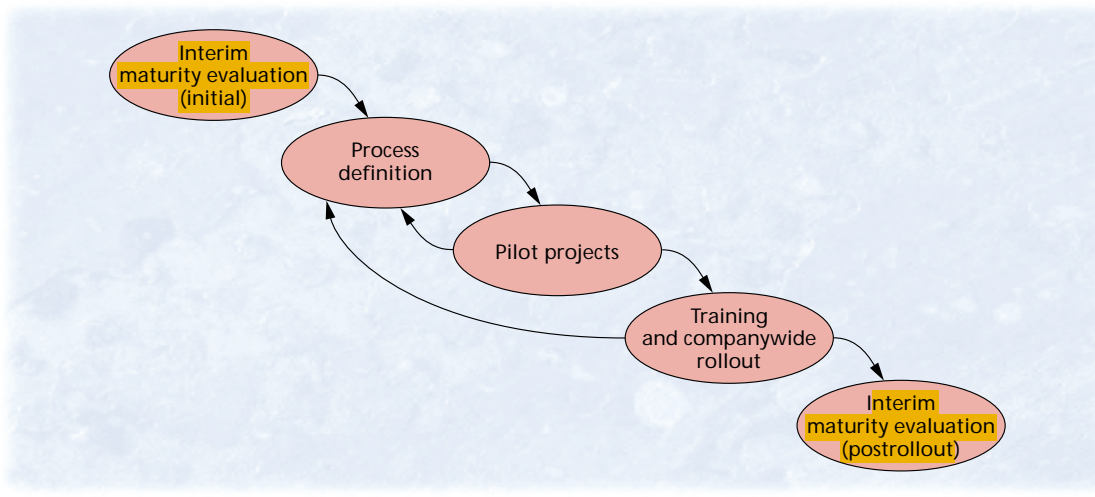 Interim
maturity evaluation
(initial)
Process
definition
Pilot projects
Training
and companywide
rollout
Interim
maturity evaluation
(postrollout)